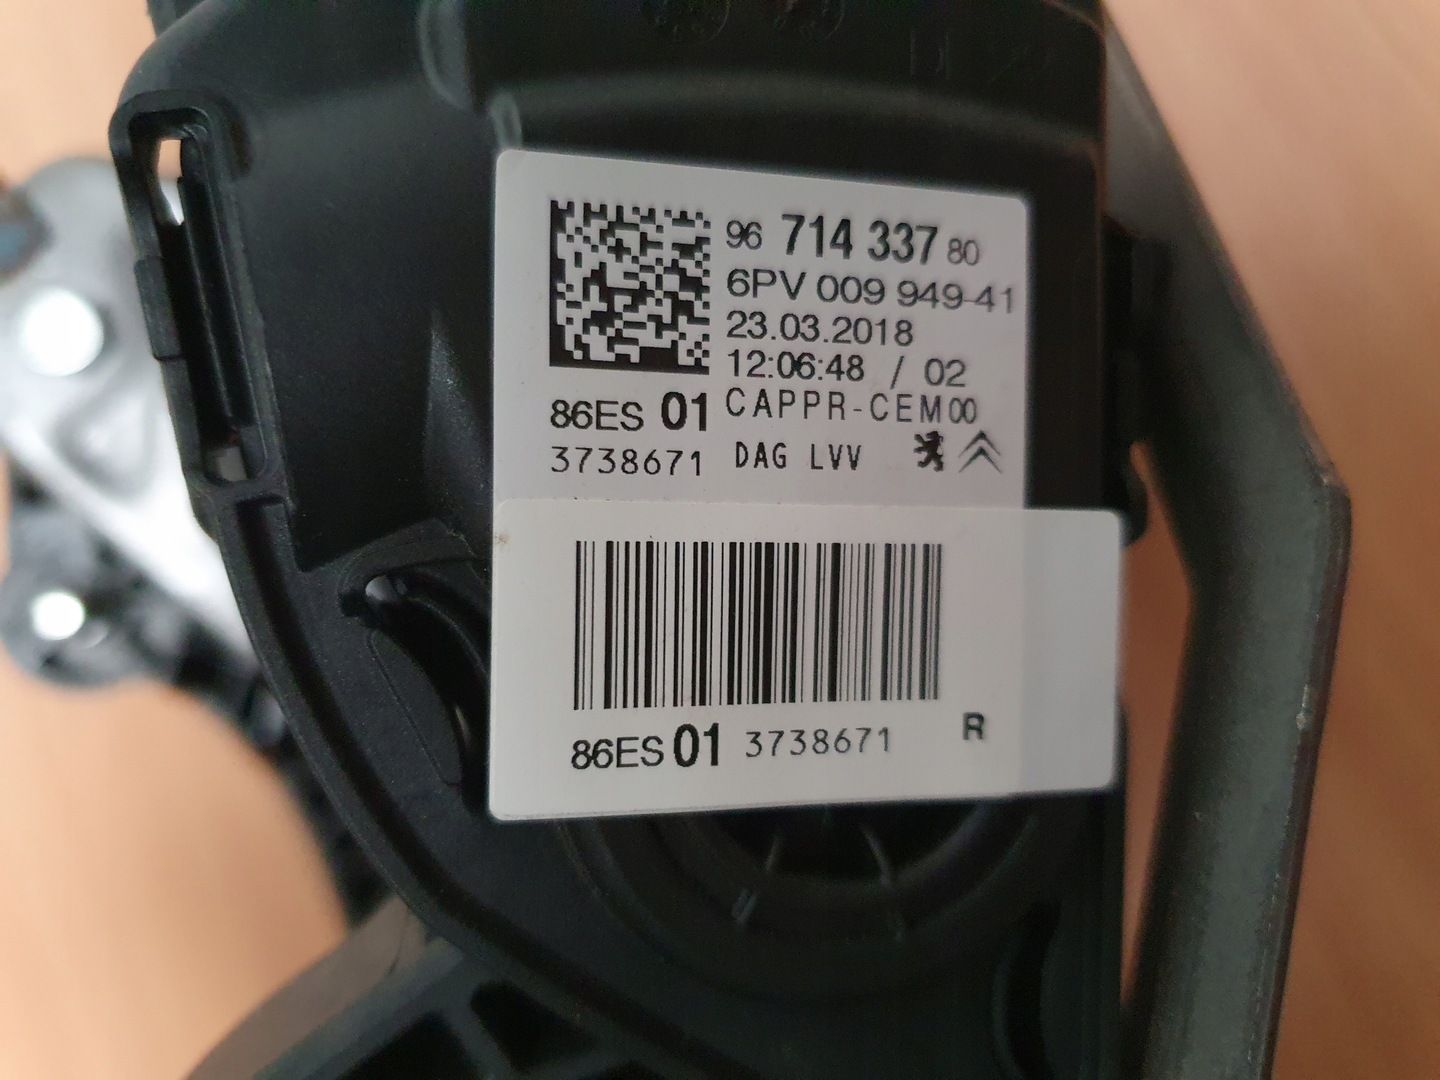 96 714 337 80
6PV 009 949-41
23.03.2018
12:06:48 / 02
86ES 01 CAPPR-CEM00
3738671 DAG LVV
86ES 01 3738671 R